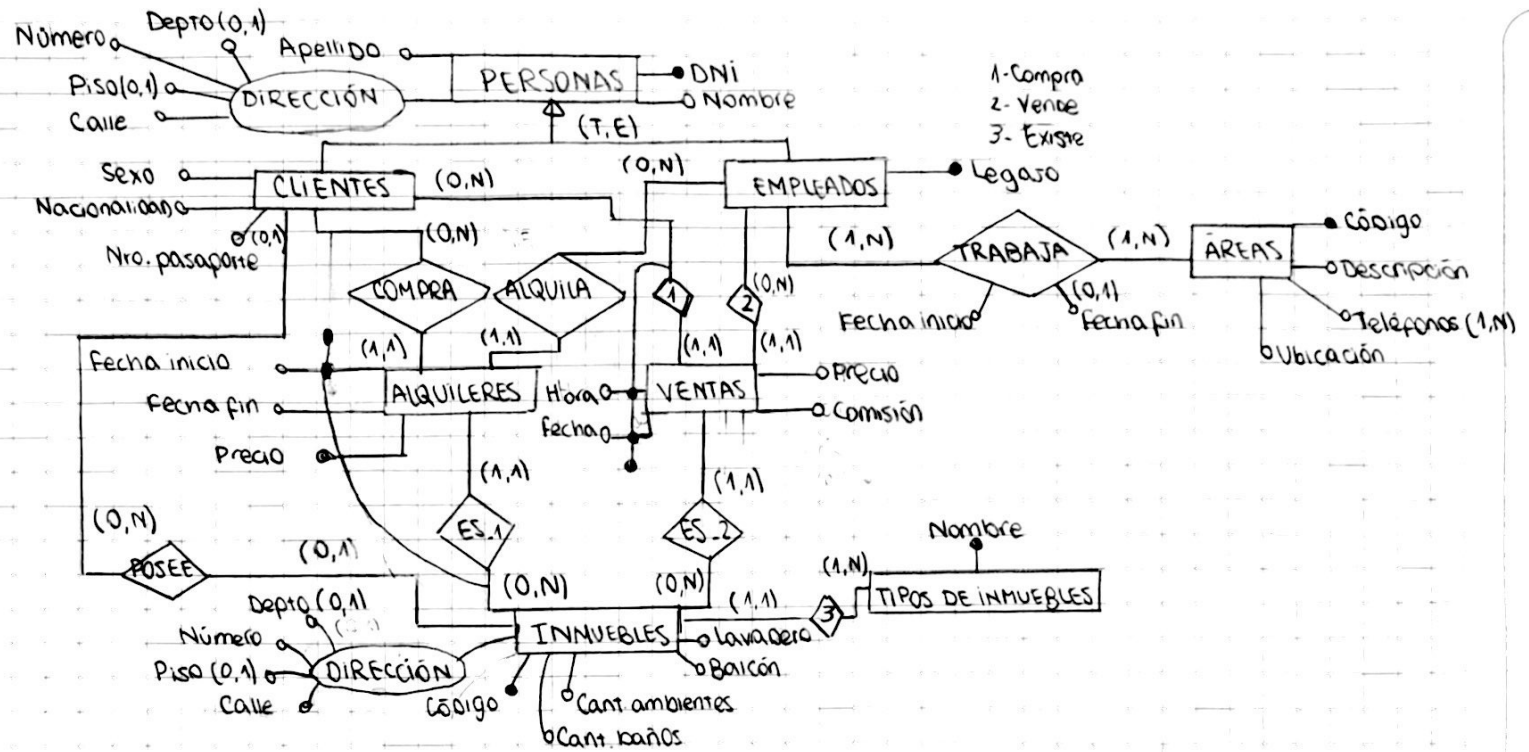 Número
Depto (0,1)
Apellido
PERSONAS
DNi
Nombre
Piso (0,1)
DIRECCIÓN
Calle
(T,E)
1-Compra
2- Vende
3- Existe
Sexo
CLIENTES
(0,N)
(0,N)
EMPLEADOS
Legajo
Nacionalidad
(0,1)
Nro. pasaporte
(0,N)
COMPRA
ALQUILA
1
2
(0,N)
(1,N)
TRABAJA
(1,N)
ÁREAS
Código
Descripción
Teléfonos (1,N)
Ubicación
Fecha inicio
(0,1)
Fecha fin
Fecha inicio
(1,1)
(1,1)
(1,1)
(1,1)
Fecha fin
ALQUILERES
Hora
VENTAS
Precio
Fecha
Comisión
Precio
(1,1)
(1,1)
(0,N)
POSEE
(0,1)
ES_1
ES_2
(0,N)
(0,N)
(1,1)
3
(1,N)
Nombre
TIPOS DE INMUEBLES
Depto (0,1)
Número
Piso (0,1)
DIRECCIÓN
Calle
INMUEBLES
Lavadero
Balcón
Código
Cant. ambientes
Cant. baños